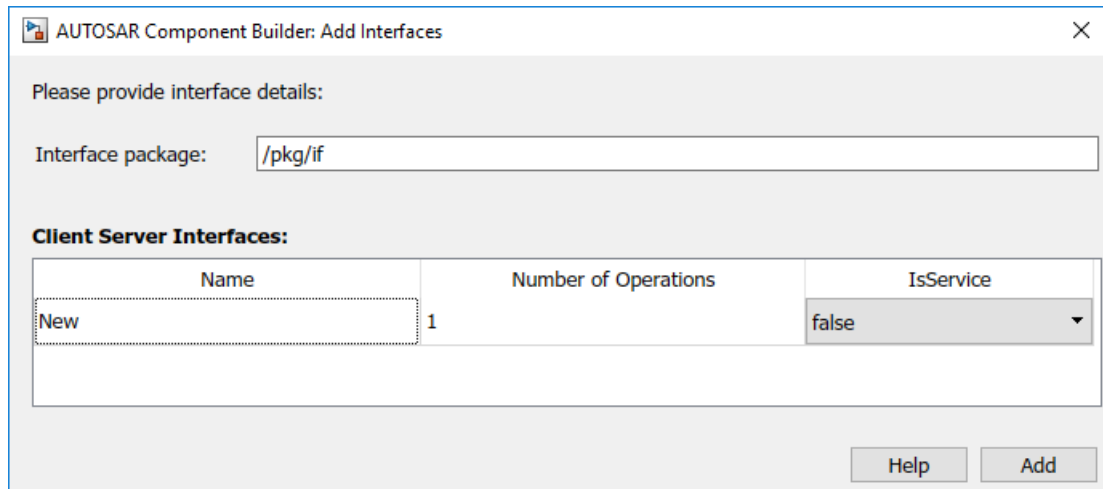 AUTOSAR Component Builder: Add Interfaces
Please provide interface details:
Interface package: /pkg/if
Client Server Interfaces:
Name Number of Operations IsService
New 1 false
Help Add